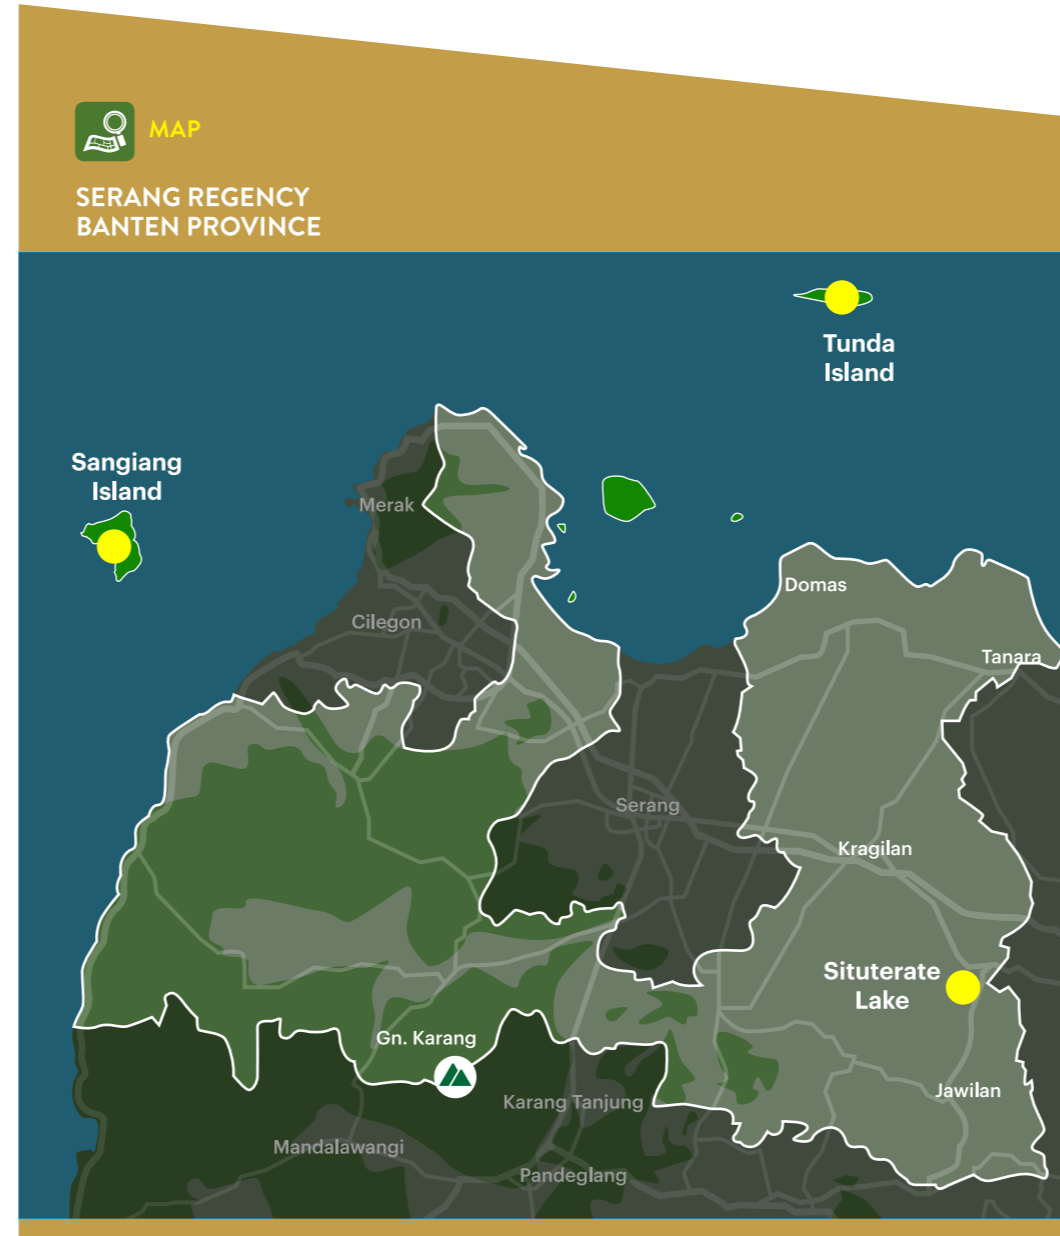 MAP
SERANG REGENCY
BANTEN PROVINCE
Tunda
Island
Sangiang
Island
Merak
Domas
Cilegon
Tanara
Serang
Kragilan
Situterate
Lake
Gn. Karang
Jawilan
Karang Tanjung
Mandalawangi
Pandeglang